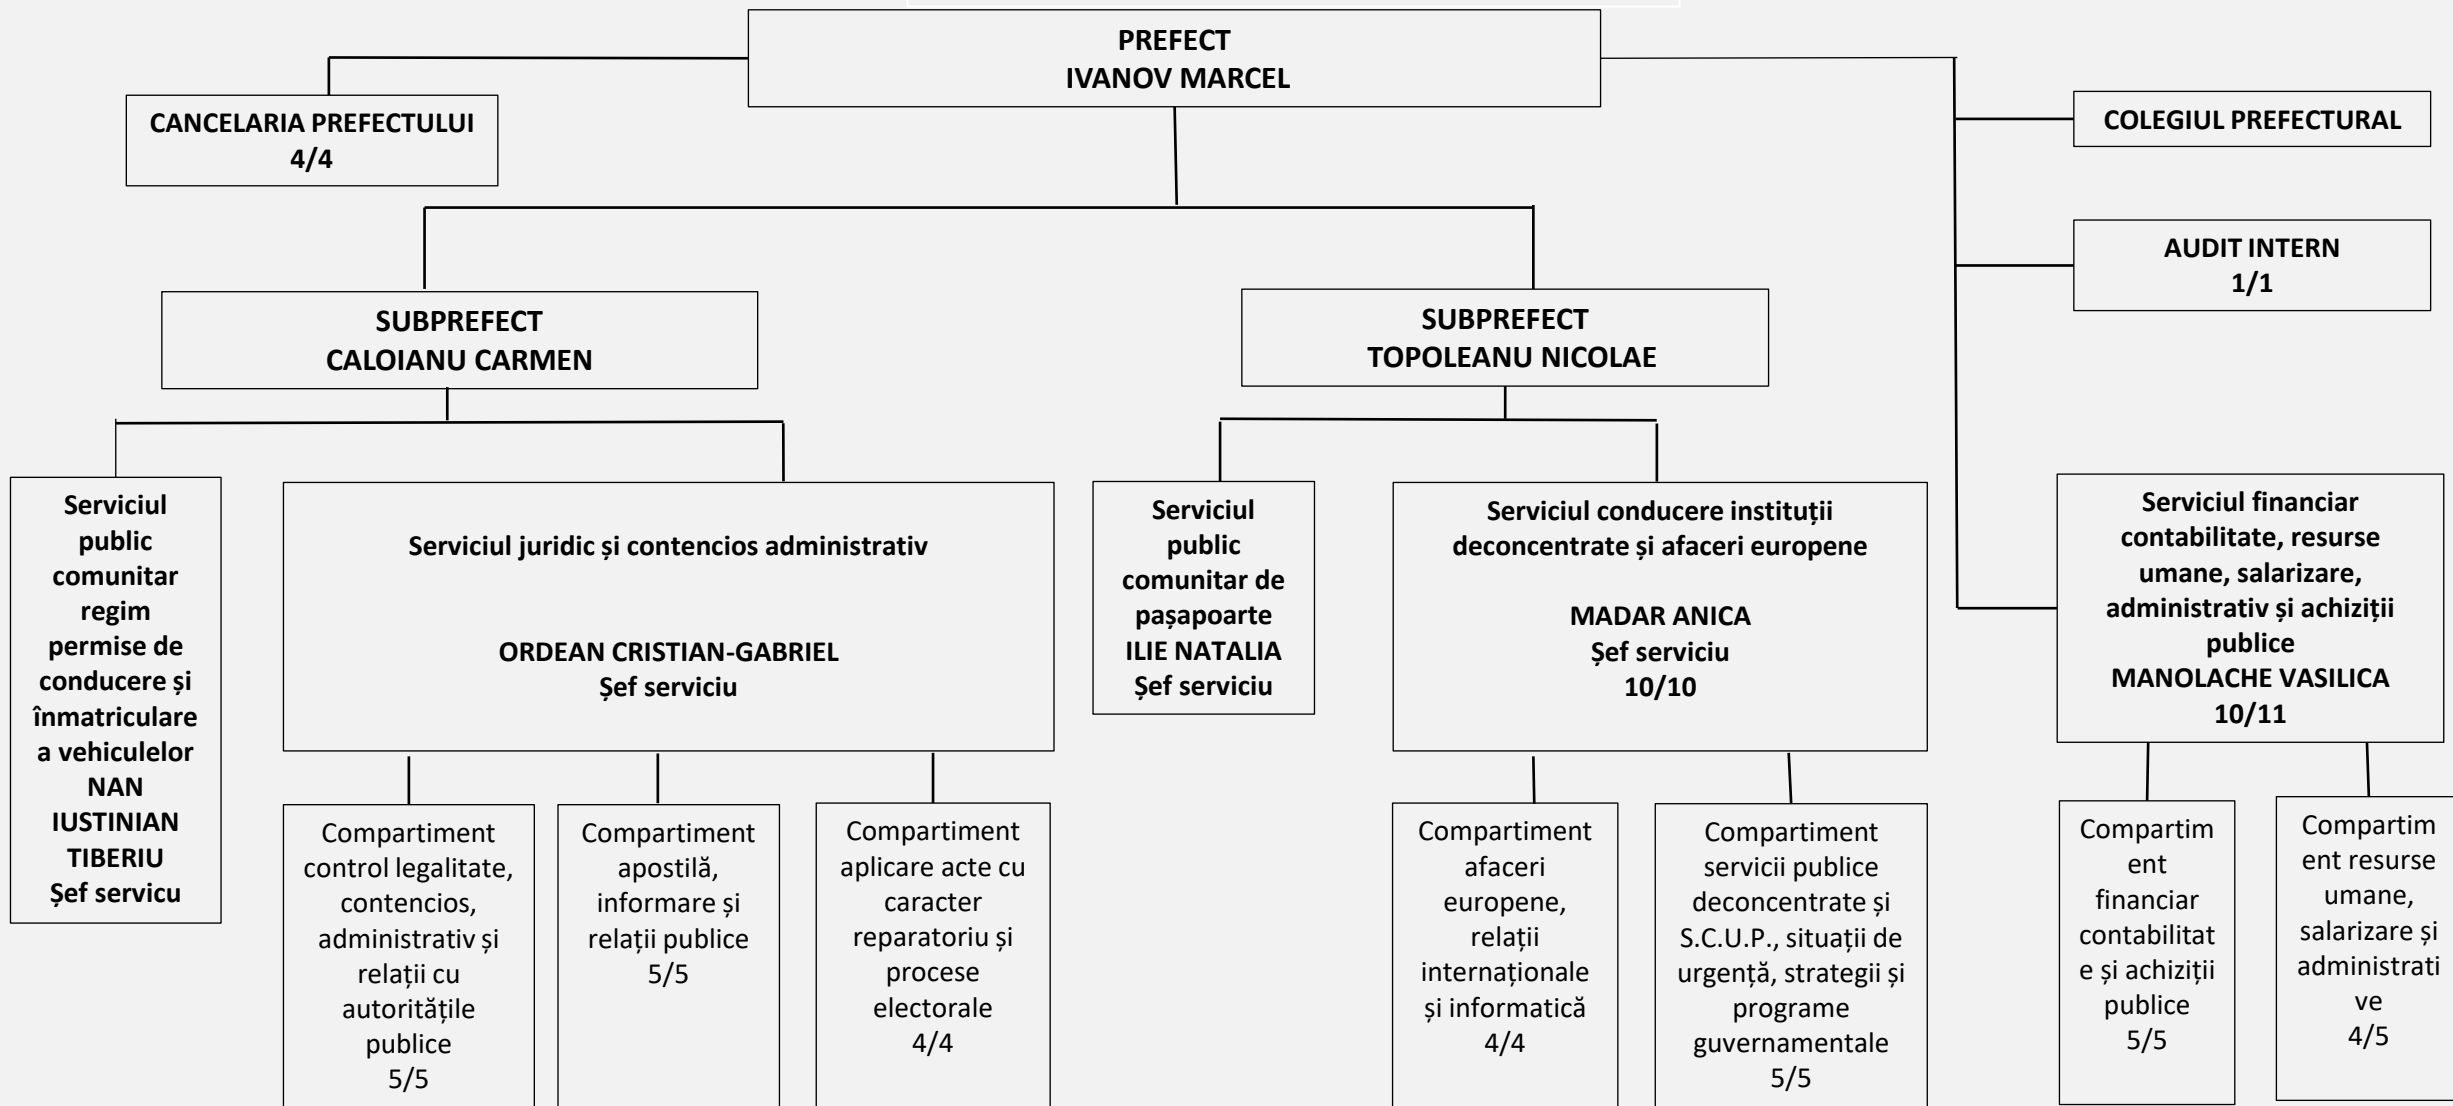 PREFECT
IVANOV MARCEL
CANCELARIA PREFECTULUI
4/4
COLEGIUL PREFECTURAL
AUDIT INTERN
1/1
SUBPREFECT
CALOIANU CARMEN
SUBPREFECT
TOPOLEANU NICOLAE
Serviciul
public
comunitar
regim
permise de
conducere și
înmatriculare
a vehiculelor
NAN
IUSTINIAN
TIBERIU
Șef servicu
Serviciul juridic și contencios administrativ
ORDEAN CRISTIAN-GABRIEL
Șef serviciu
Serviciul
public
comunitar de
pașapoarte
ILIE NATALIA
Șef serviciu
Serviciul conducere instituții
deconcentrate și afaceri europene
MADAR ANICA
Șef serviciu
10/10
Serviciul financiar
contabilitate, resurse
umane, salarizare,
administrativ și achiziții
publice
MANOLACHE VASILICA
10/11
Compartiment
control legalitate,
contencios,
administrativ și
relații cu
autoritățile
publice
5/5
Compartiment
apostilă,
informare și
relații publice
5/5
Compartiment
aplicare acte cu
caracter
reparatoriu și
procese
electorale
4/4
Compartiment
afaceri
europene,
relații
internaționale
și informatică
4/4
Compartiment
servicii publice
deconcentrate și
S.C.U.P., situații de
urgență, strategii și
programe
guvernamentale
5/5
Compartim
ent
financiar
contabilitat
e și achiziții
publice
5/5
Compartim
ent resurse
umane,
salarizare și
administrati
ve
4/5